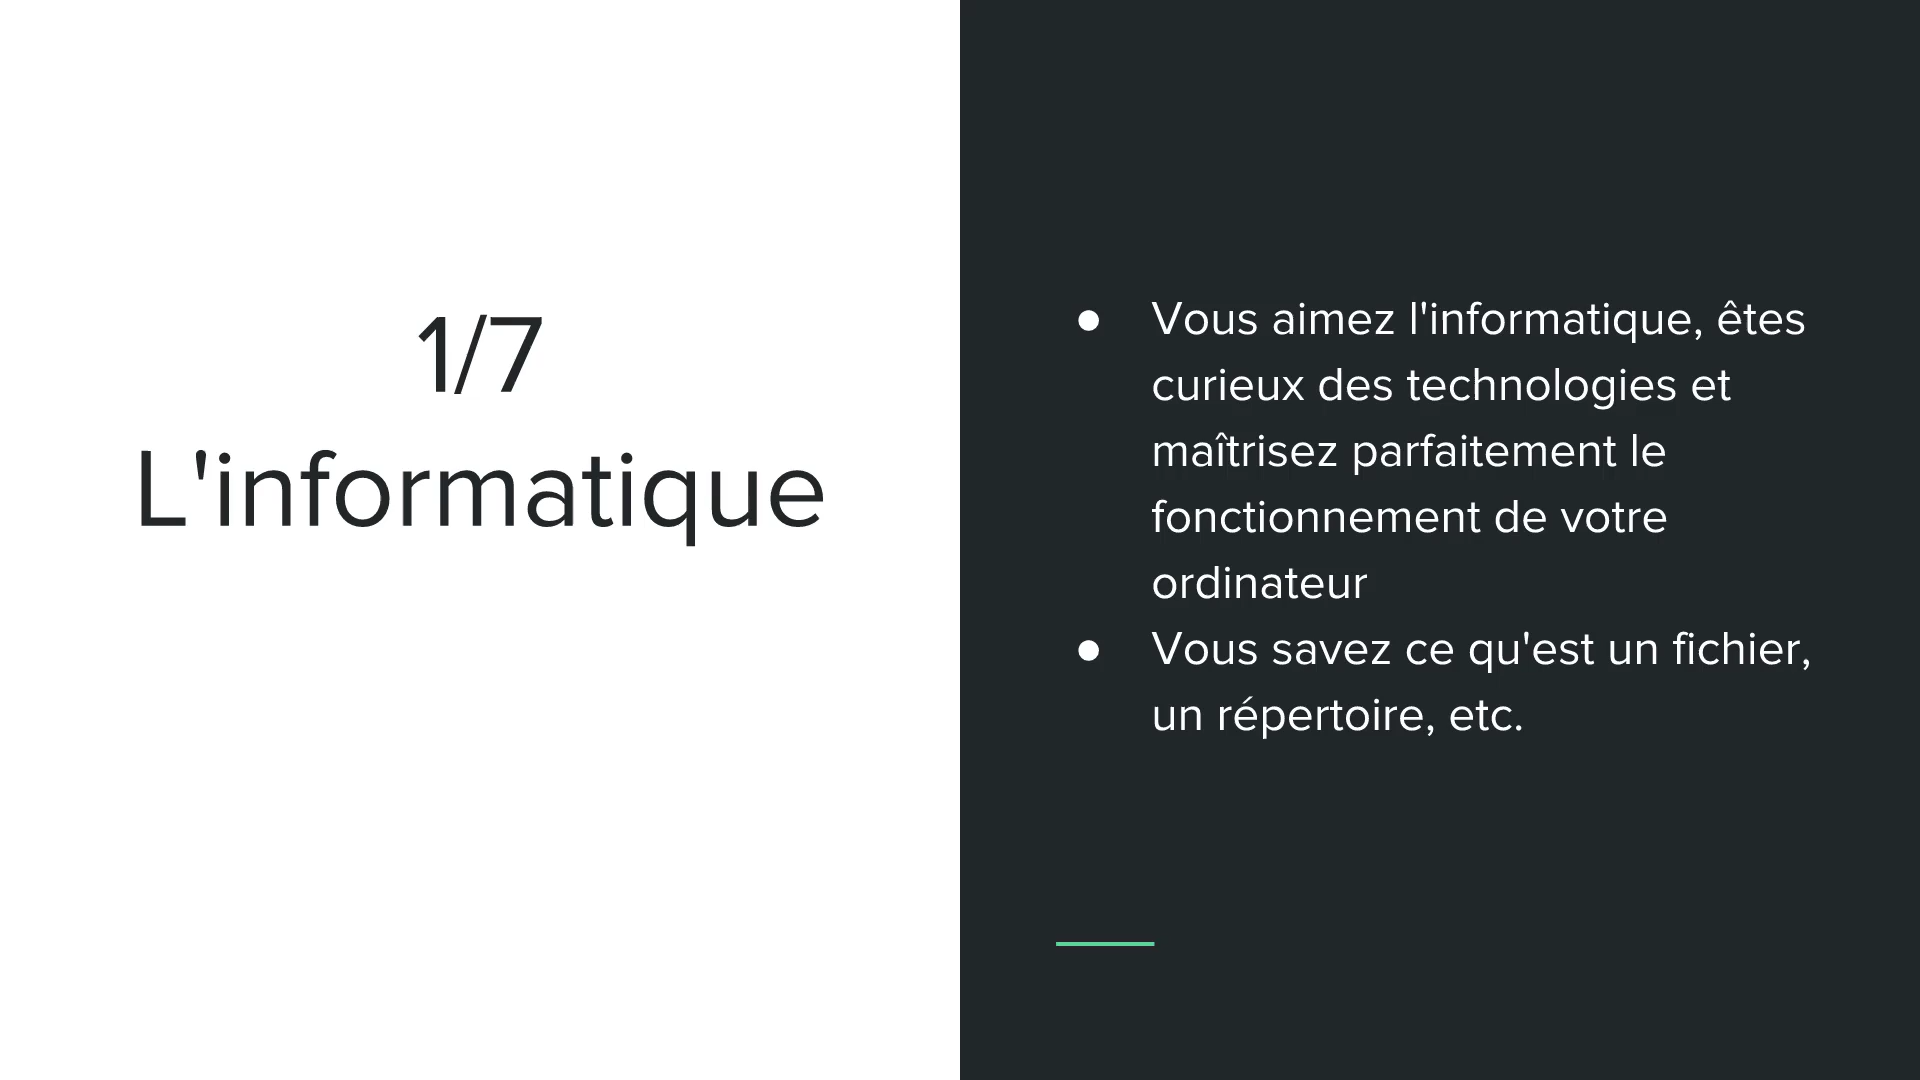 1/7
L'informatique
● Vous aimez l'informatique, êtes
curieux des technologies et
maîtrisez parfaitement le
fonctionnement de votre
ordinateur
● Vous savez ce qu'est un fichier,
un répertoire, etc.